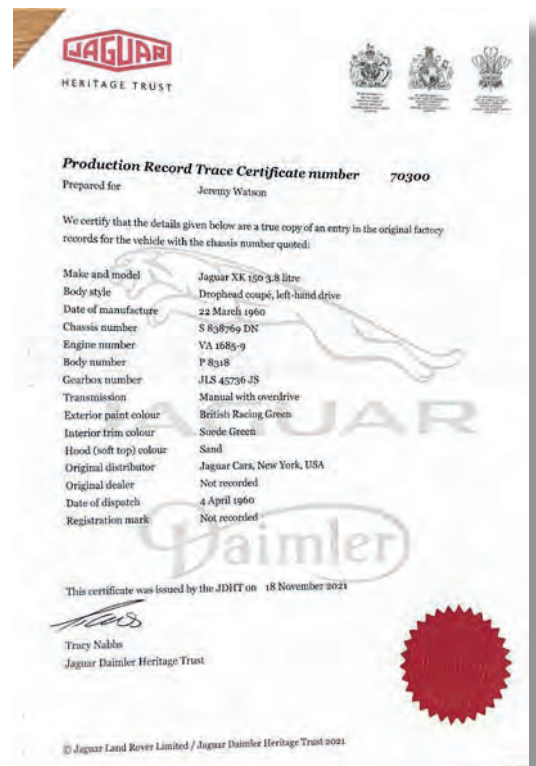 JAGUAR
HERITAGE TRUST
Production Record Trace Certificate number 70300
Prepared for Jeremy Watson
We certify that the details given below are a true copy of an entry in the original factory
records for the vehicle with the chassis number quoted:
Make and model Jaguar XK 150 3.8 litre
Body style Drophead coupé, left-hand drive
Date of manufacture 22 March 1960
Chassis number S 838769 DN
Engine number VA 1685-9
Body number P 8318
Gearbox number JLS 45736 JS
Transmission Manual with overdrive
Exterior paint colour British Racing Green
Interior trim colour Suede Green
Hood (soft top) colour Sand
Original distributor Jaguar Cars, New York, USA
Original dealer Not recorded
Date of dispatch 4 April 1960
Registration mark Not recorded
JAGUAR
Daimler
This certificate was issued by the JDHT on 18 November 2021
Tracy Nabbs
Jaguar Daimler Heritage Trust
© Jaguar Land Rover Limited / Jaguar Daimler Heritage Trust 2021